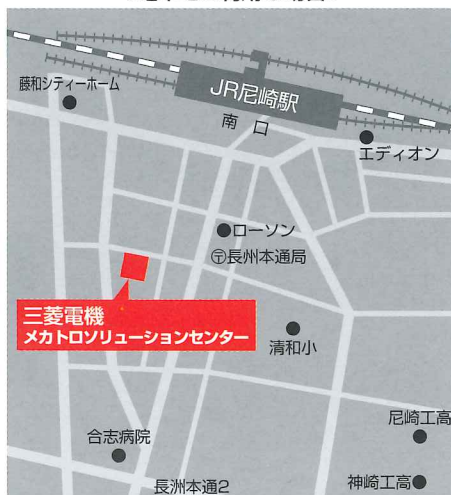 JR尼崎駅
藤和シティーホーム
南口
エディオン
ローソン
〒長州本通局
三菱電機
メカトロソリューションセンター
清和小
尼崎工高
合志病院
神崎工高
長洲本通2